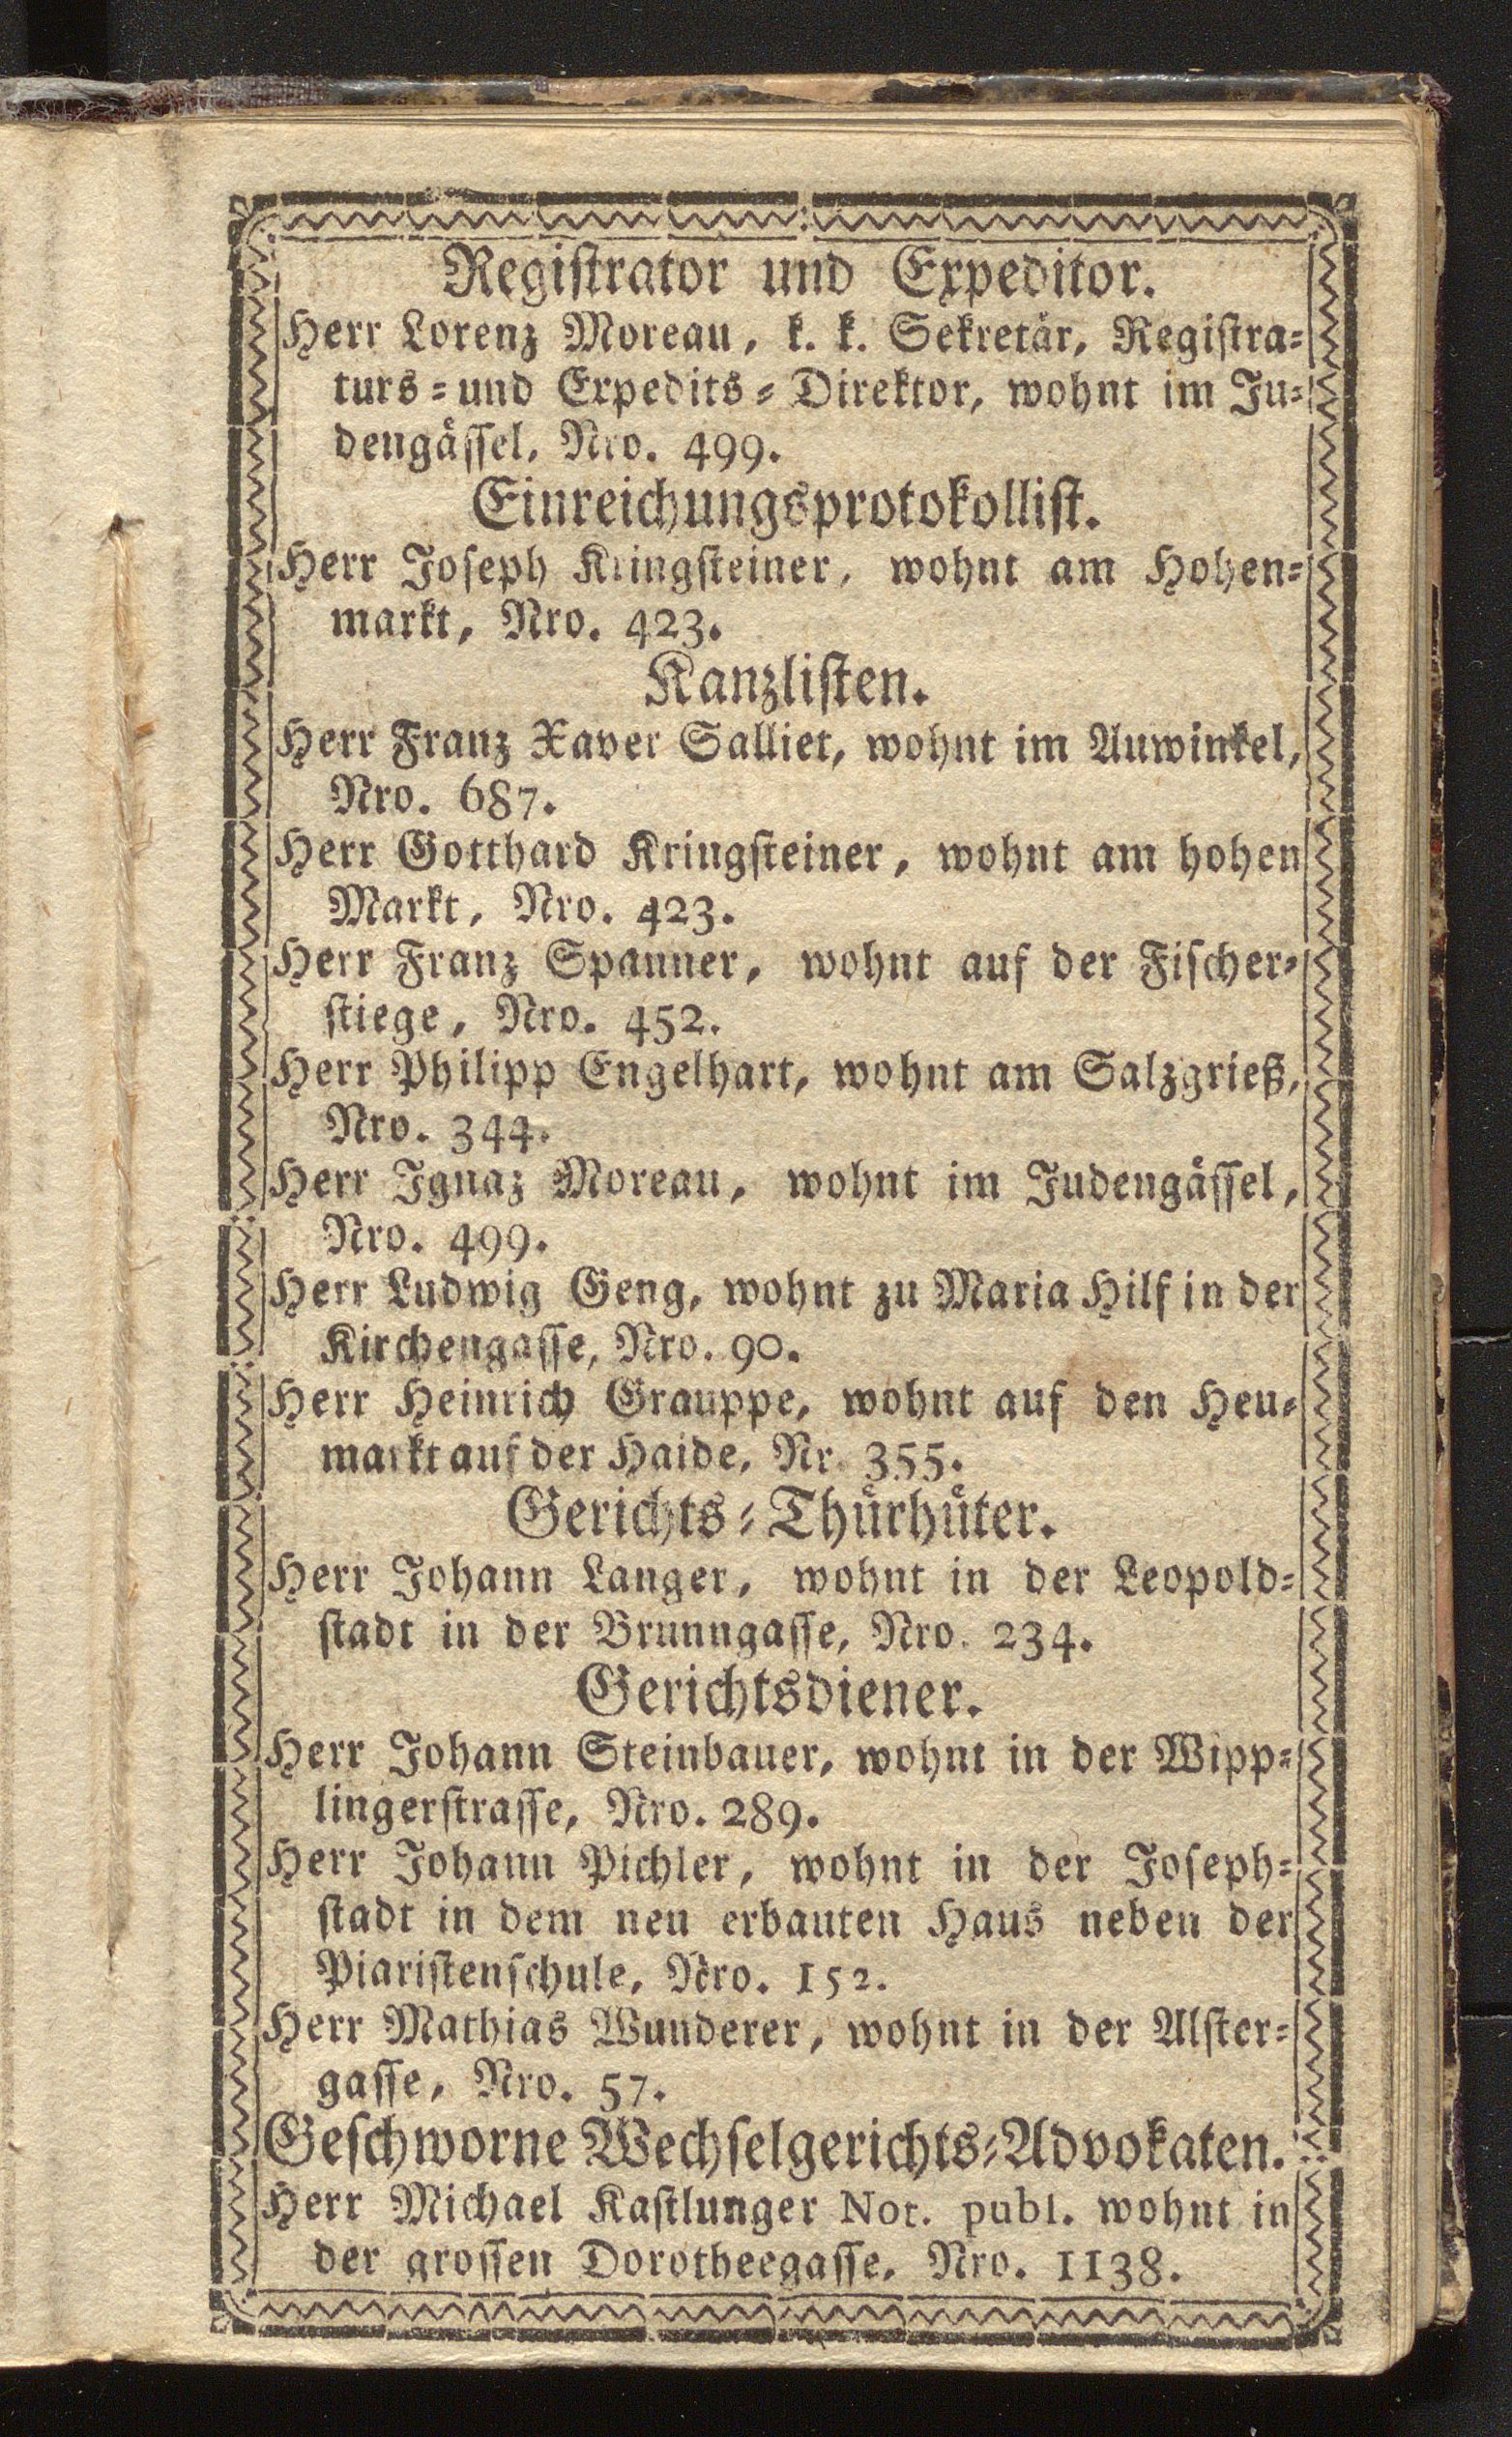 Registrator und Expeditor.
Herr Lorenz Moreau, k. k. Sekretär, Registra-
turs- und Expedits-Direktor, wohnt im Ju-
dengässel, Nro. 499.
Einreichungsprotokollist.
Herr Joseph Kringsteiner, wohnt am Hohen-
markt, Nro. 423.
Kanzlisten.
Herr Franz Xaver Salliet, wohnt im Auwinkel,
Nro. 687.
Herr Gotthard Kringsteiner, wohnt am hohen
Markt, Nro. 423.
Herr Franz Spanner, wohnt auf der Fischer-
stiege, Nro. 452.
Herr Philipp Engelhart, wohnt am Salzgrieß,
Nro. 344.
Herr Ignaz Moreau, wohnt im Judengässel,
Nro. 499.
Herr Ludwig Geng, wohnt zu Maria Hilf in der
Kirchengasse, Nro. 90.
Herr Heinrich Grauppe, wohnt auf den Heu-
markt auf der Haide, Nr. 355.
Gerichts-Thürhüter.
Herr Johann Langer, wohnt in der Leopold-
stadt in der Brunngasse, Nro. 234.
Gerichtsdiener.
Herr Johann Steinbauer, wohnt in der Wipp-
lingerstrasse, Nro. 289.
Herr Johann Pichler, wohnt in der Joseph-
stadt in dem neu erbauten Haus neben der
Piaristenschule, Nro. 152.
Herr Mathias Wunderer, wohnt in der Alster-
gasse, Nro. 57.
Geschworne Wechselgerichts-Advokaten.
Herr Michael Kastlunger Not. publ. wohnt in
der grossen Dorotheegasse, Nro. 1138.